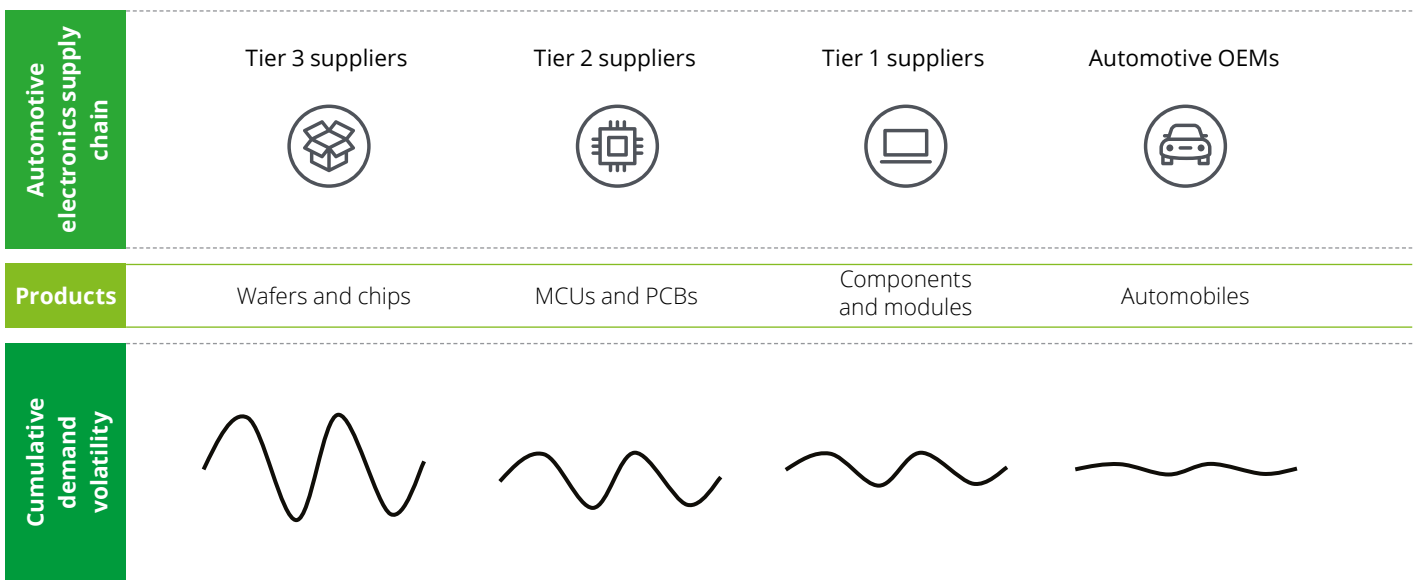 Automotive
electronics supply
chain
Tier 3 suppliers
Tier 2 suppliers
Tier 1 suppliers
Automotive OEMs
Products
Wafers and chips
MCUs and PCBs
Components
and modules
Automobiles
Cumulative
demand
volatility